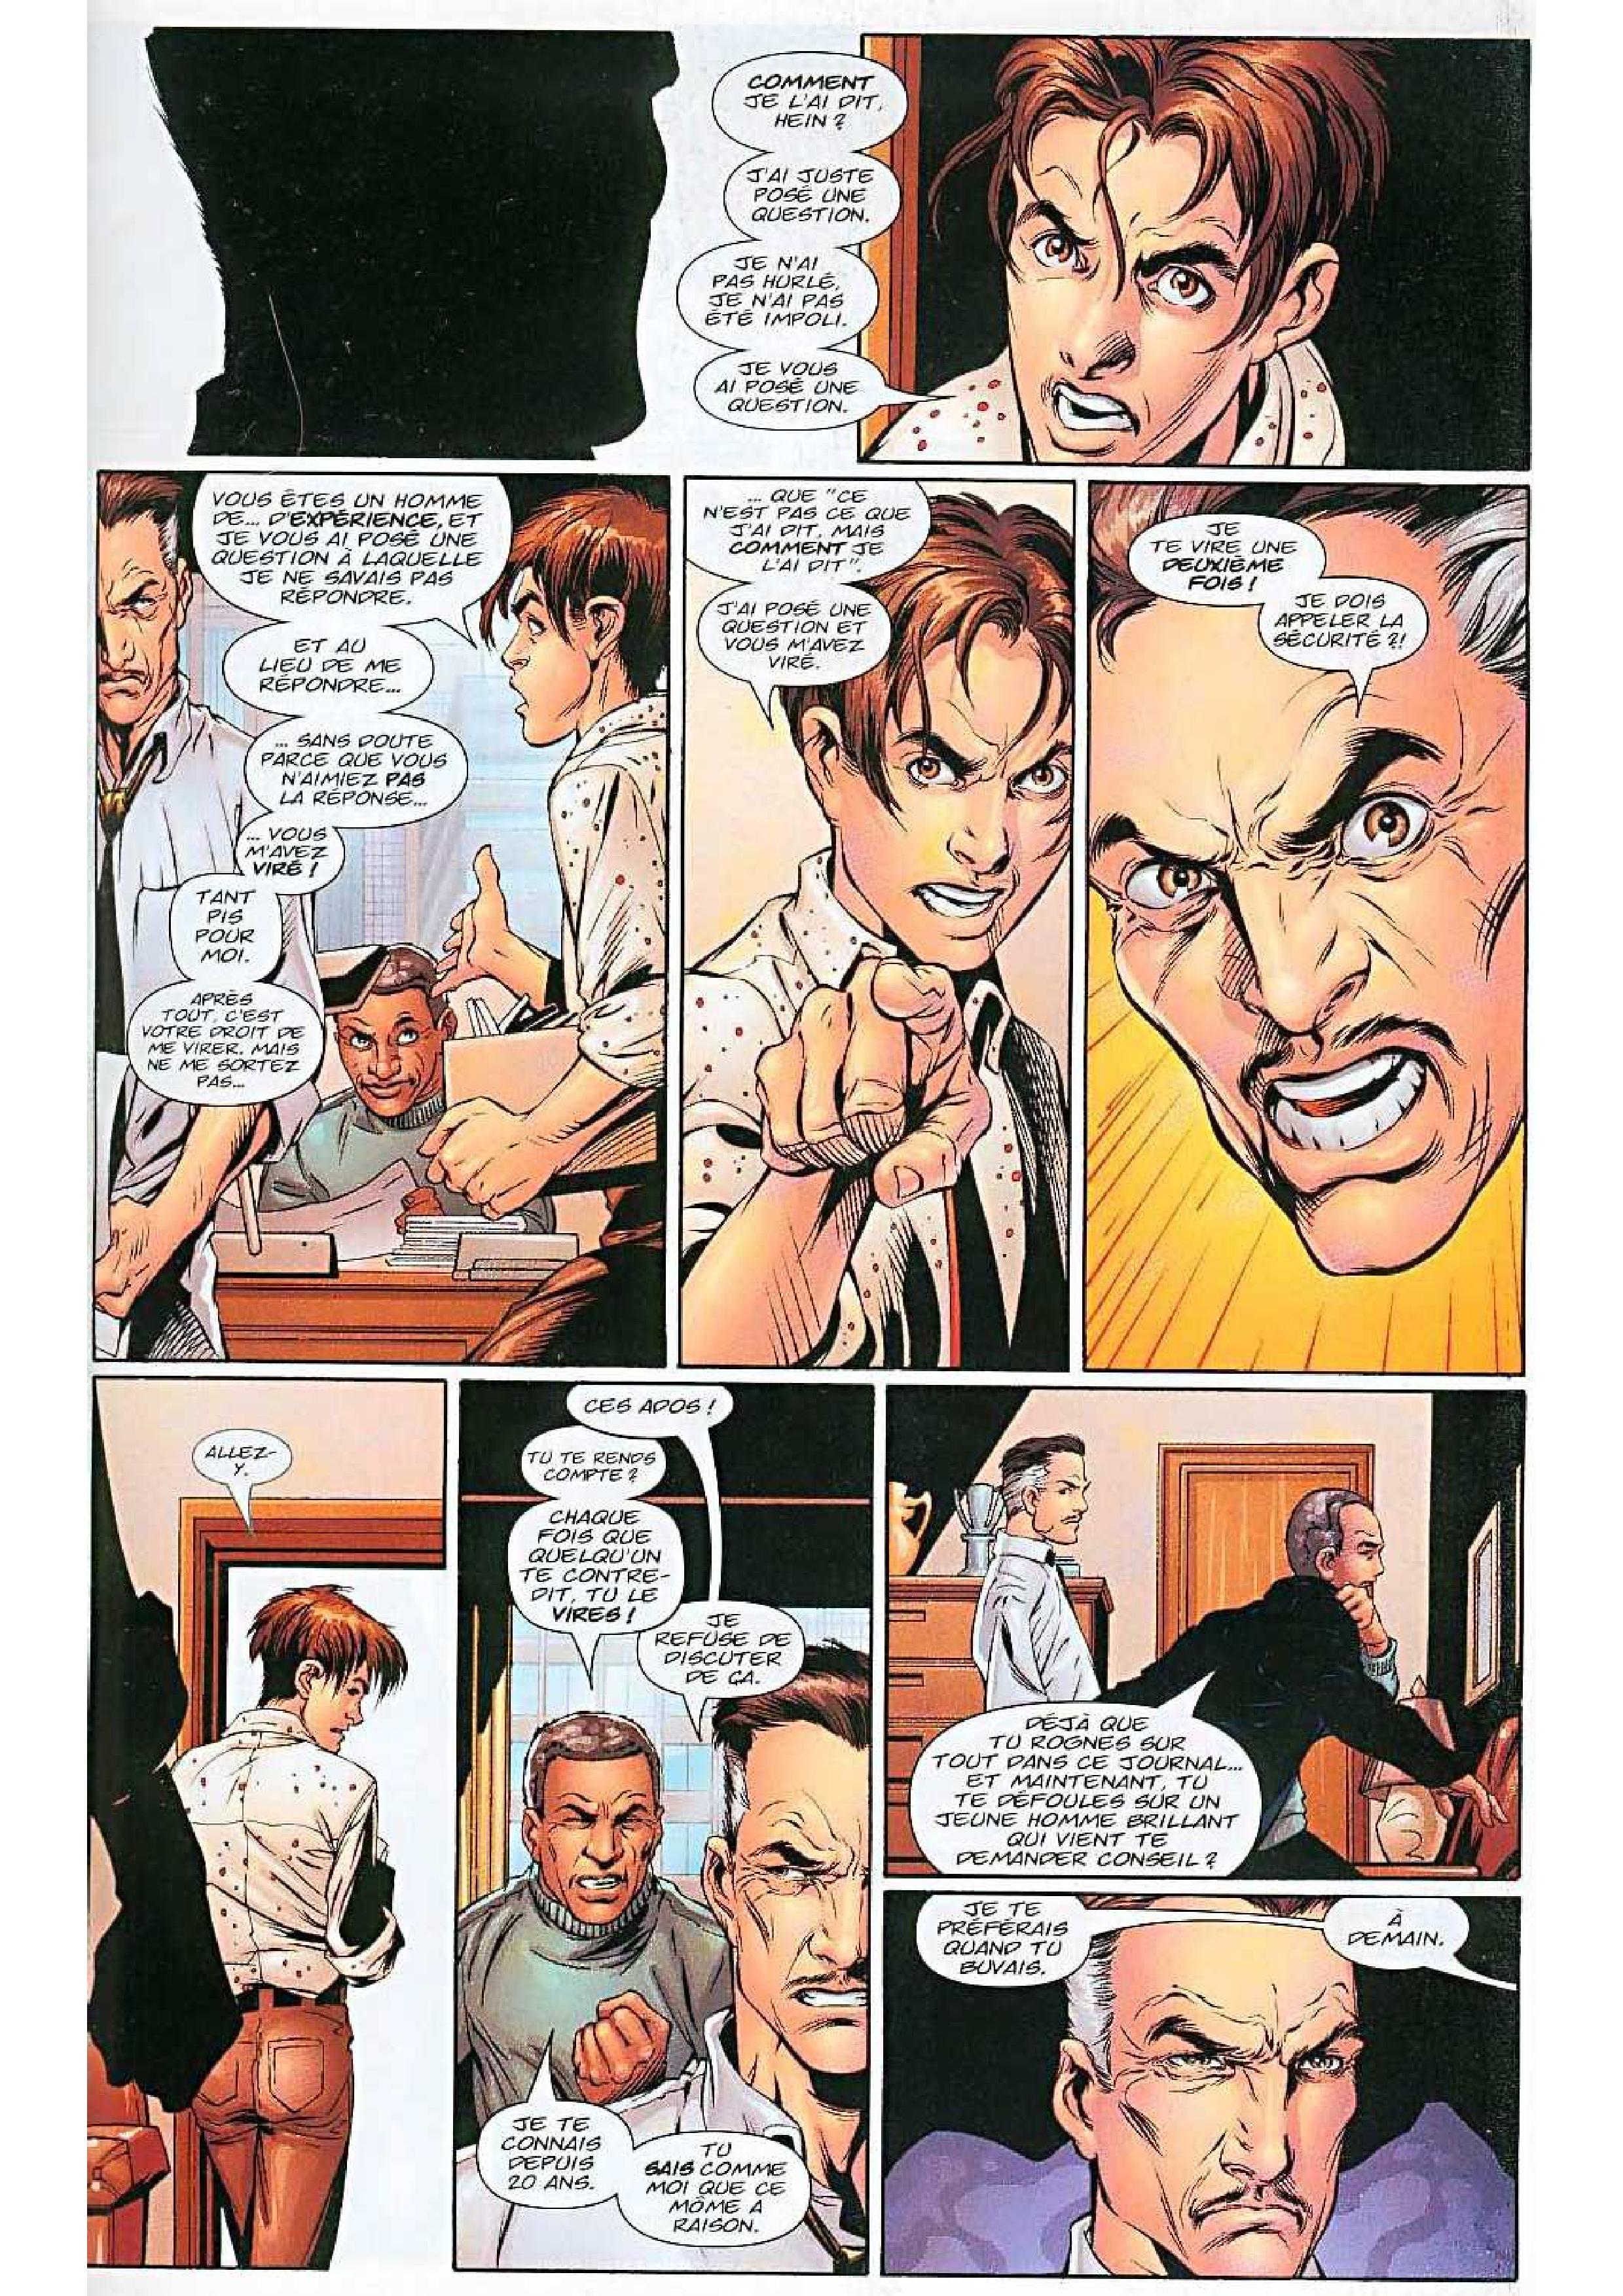 COMMENT
JE L'AI DIT,
HEIN ?
J'AI JUSTE
POSÉ UNE
QUESTION.
JE N'AI
PAS HURLÉ,
JE N'AI PAS
ÉTÉ IMPOLI.
JE VOUS
AI POSÉ UNE
QUESTION.
VOUS ÊTES UN HOMME
DE... D'EXPÉRIENCE, ET
JE VOUS AI POSÉ UNE
QUESTION À LAQUELLE
JE NE SAVAIS PAS
RÉPONDRE.
ET AU
LIEU DE ME
RÉPONDRE...
... SANS DOUTE
PARCE QUE VOUS
N'AIMIEZ PAS
LA RÉPONSE...
... VOUS
M'AVEZ
VIRÉ !
TANT
PIS
POUR
MOI.
APRÈS
TOUT, C'EST
VOTRE DROIT DE
ME VIRER. MAIS
NE ME SORTEZ
PAS...
... QUE "CE
N'EST PAS CE QUE
J'AI DIT, MAIS
COMMENT JE
L'AI DIT".
J'AI POSÉ UNE
QUESTION ET
VOUS M'AVEZ
VIRÉ.
JE
TE VIRE UNE
DEUXIÈME
FOIS !
JE DOIS
APPELER LA
SÉCURITÉ ?!
ALLEZ-
Y.
CES ADOS !
TU TE RENDS
COMPTE ?
CHAQUE
FOIS QUE
QUELQU'UN
TE CONTRE-
DIT, TU LE
VIRES !
JE
REFUSE DE
DISCUTER
DE ÇA.
JE TE
CONNAIS
DEPUIS
20 ANS.
TU
SAIS COMME
MOI QUE CE
MÔME A
RAISON.
DÉJÀ QUE
TU ROGNES SUR
TOUT DANS CE JOURNAL...
ET MAINTENANT, TU
TE DÉFOULES SUR UN
JEUNE HOMME BRILLANT
QUI VIENT TE
DEMANDER CONSEIL ?
JE TE
PRÉFÉRAIS
QUAND TU
BUVAIS.
À
DEMAIN.